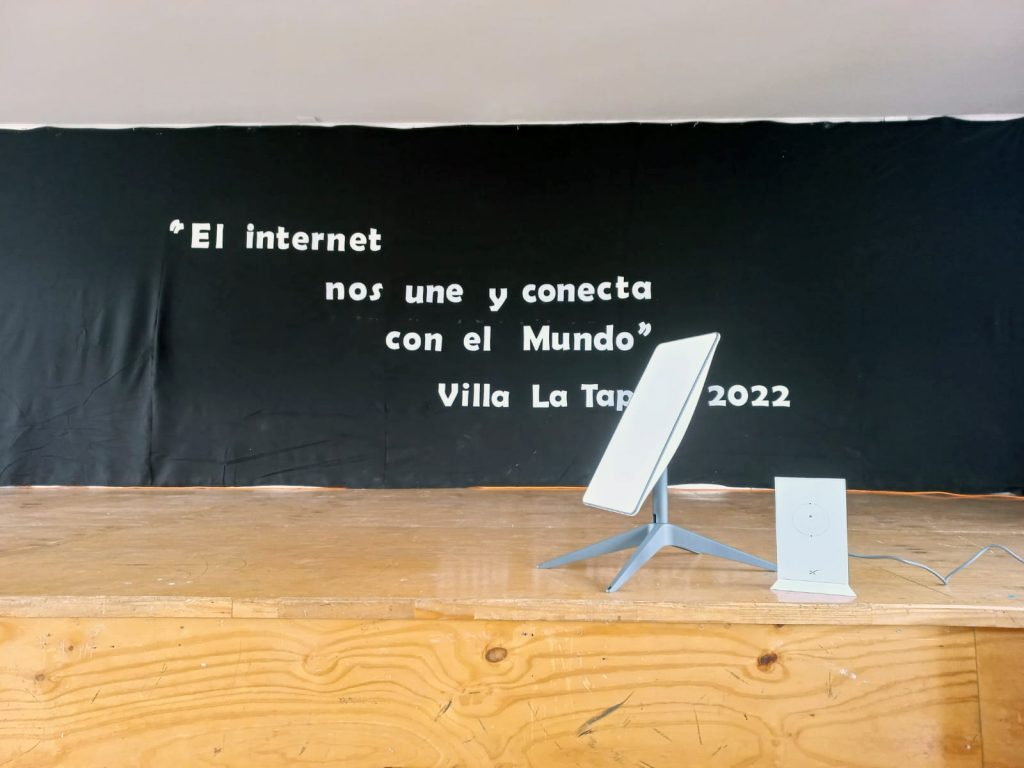 "El internet
nos une y conecta
con el Mundo"
Villa La 2022